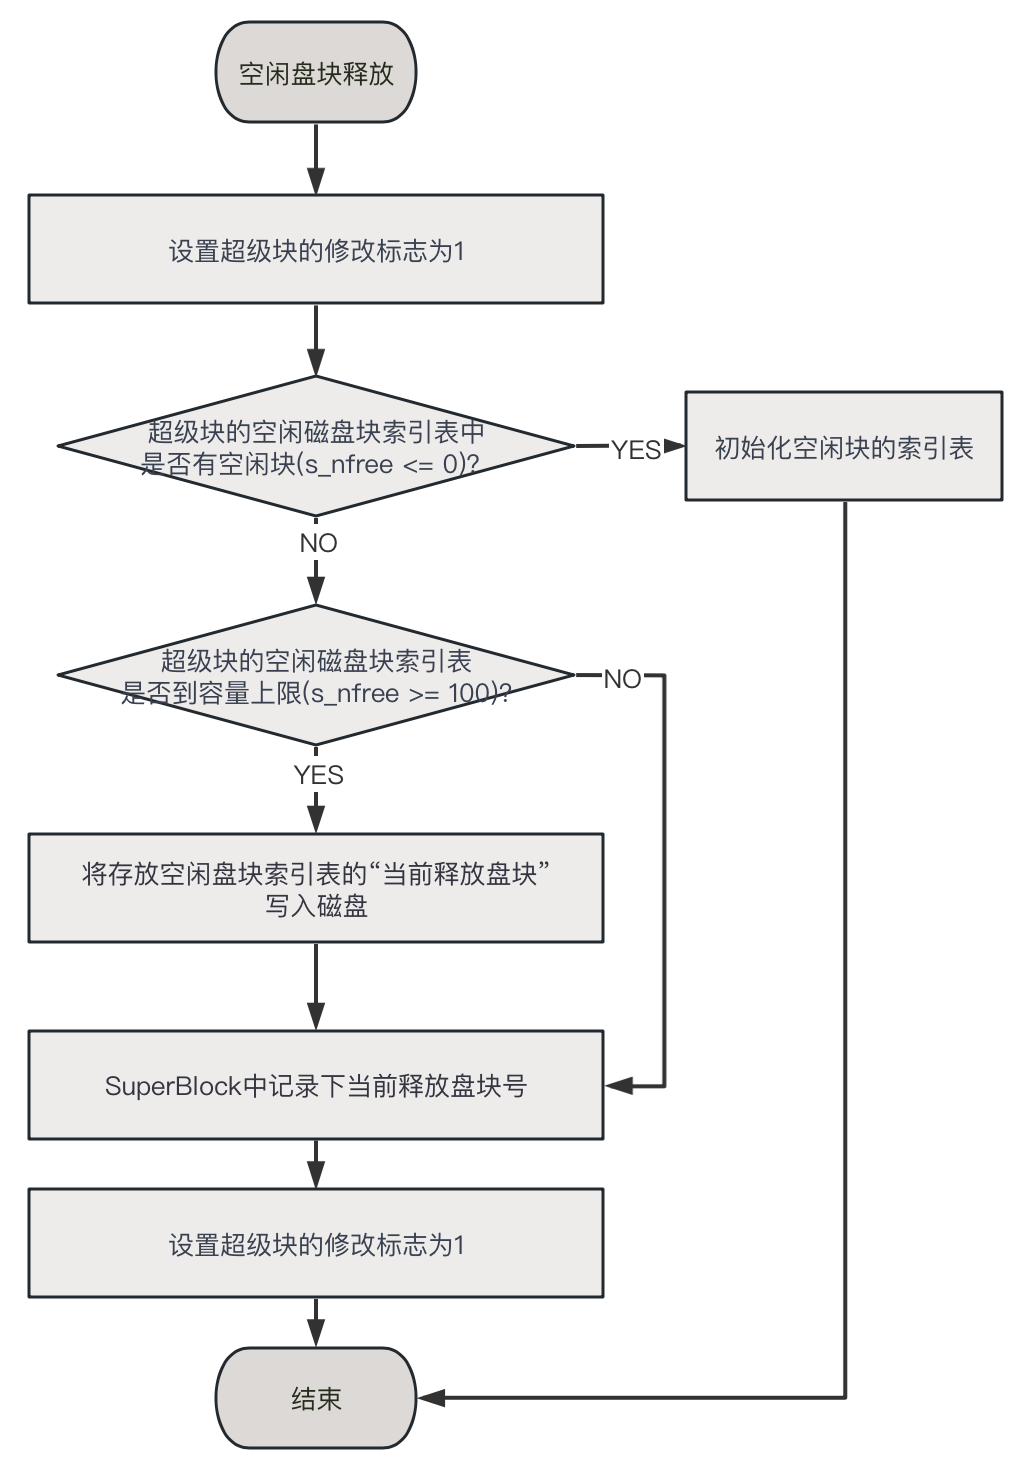 空闲盘块释放
设置超级块的修改标志为1
超级块的空闲磁盘块索引表中
是否有空闲块(s_nfree <= 0)?
YES
初始化空闲块的索引表
NO
超级块的空闲磁盘块索引表
是否到容量上限(s_nfree >= 100)?
NO
YES
将存放空闲盘块索引表的“当前释放盘块”
写入磁盘
SuperBlock中记录下当前释放盘块号
设置超级块的修改标志为1
结束